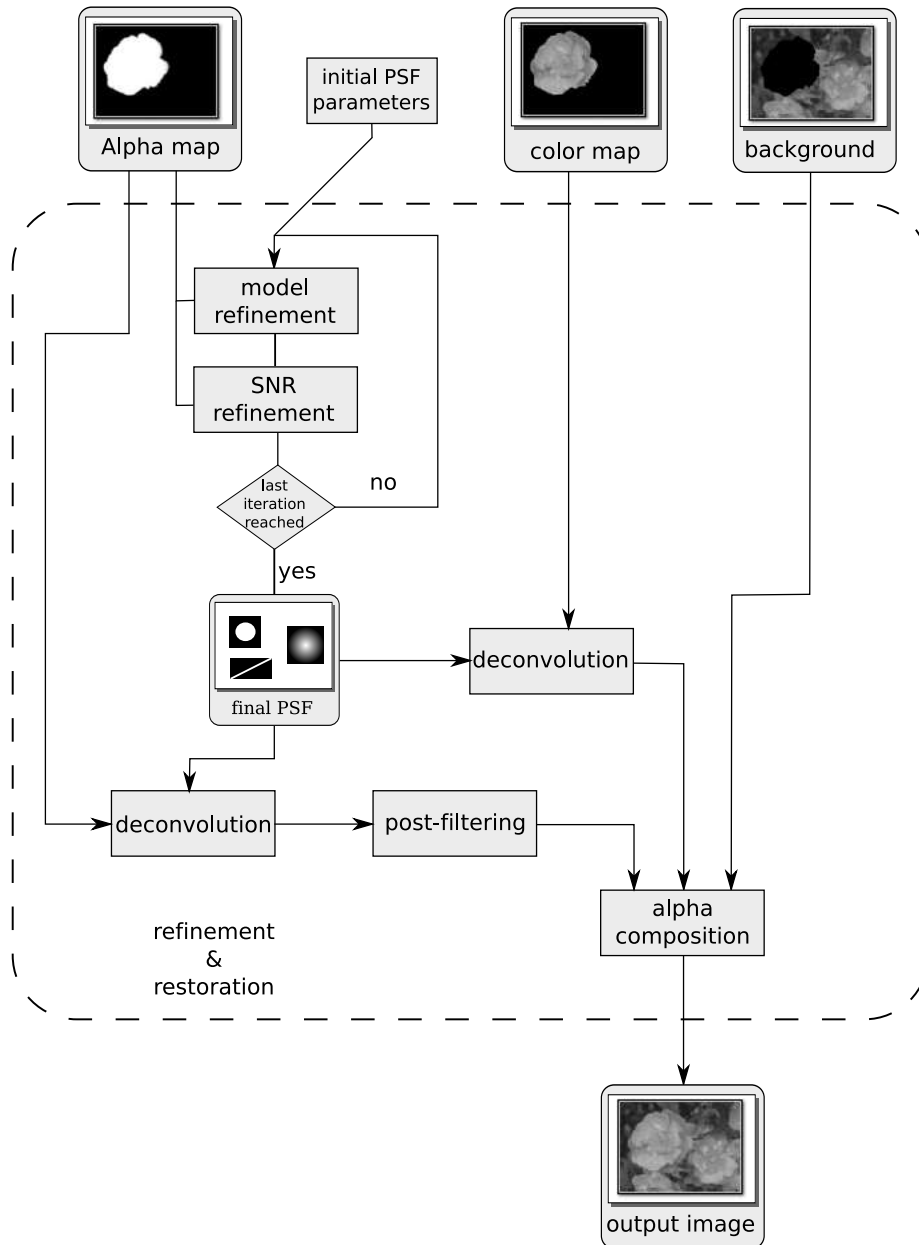 Alpha map
initial PSF
parameters
color map
background
model
refinement
SNR
refinement
last
iteration
reached
no
yes
final PSF
deconvolution
deconvolution
post-filtering
alpha
composition
refinement
&
restoration
output image